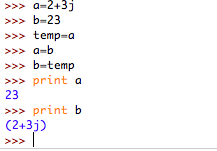 >>> a=2+3j
>>> b=23
>>> temp=a
>>> a=b
>>> b=temp
>>> print a
23
>>> print b
(2+3j)
>>>